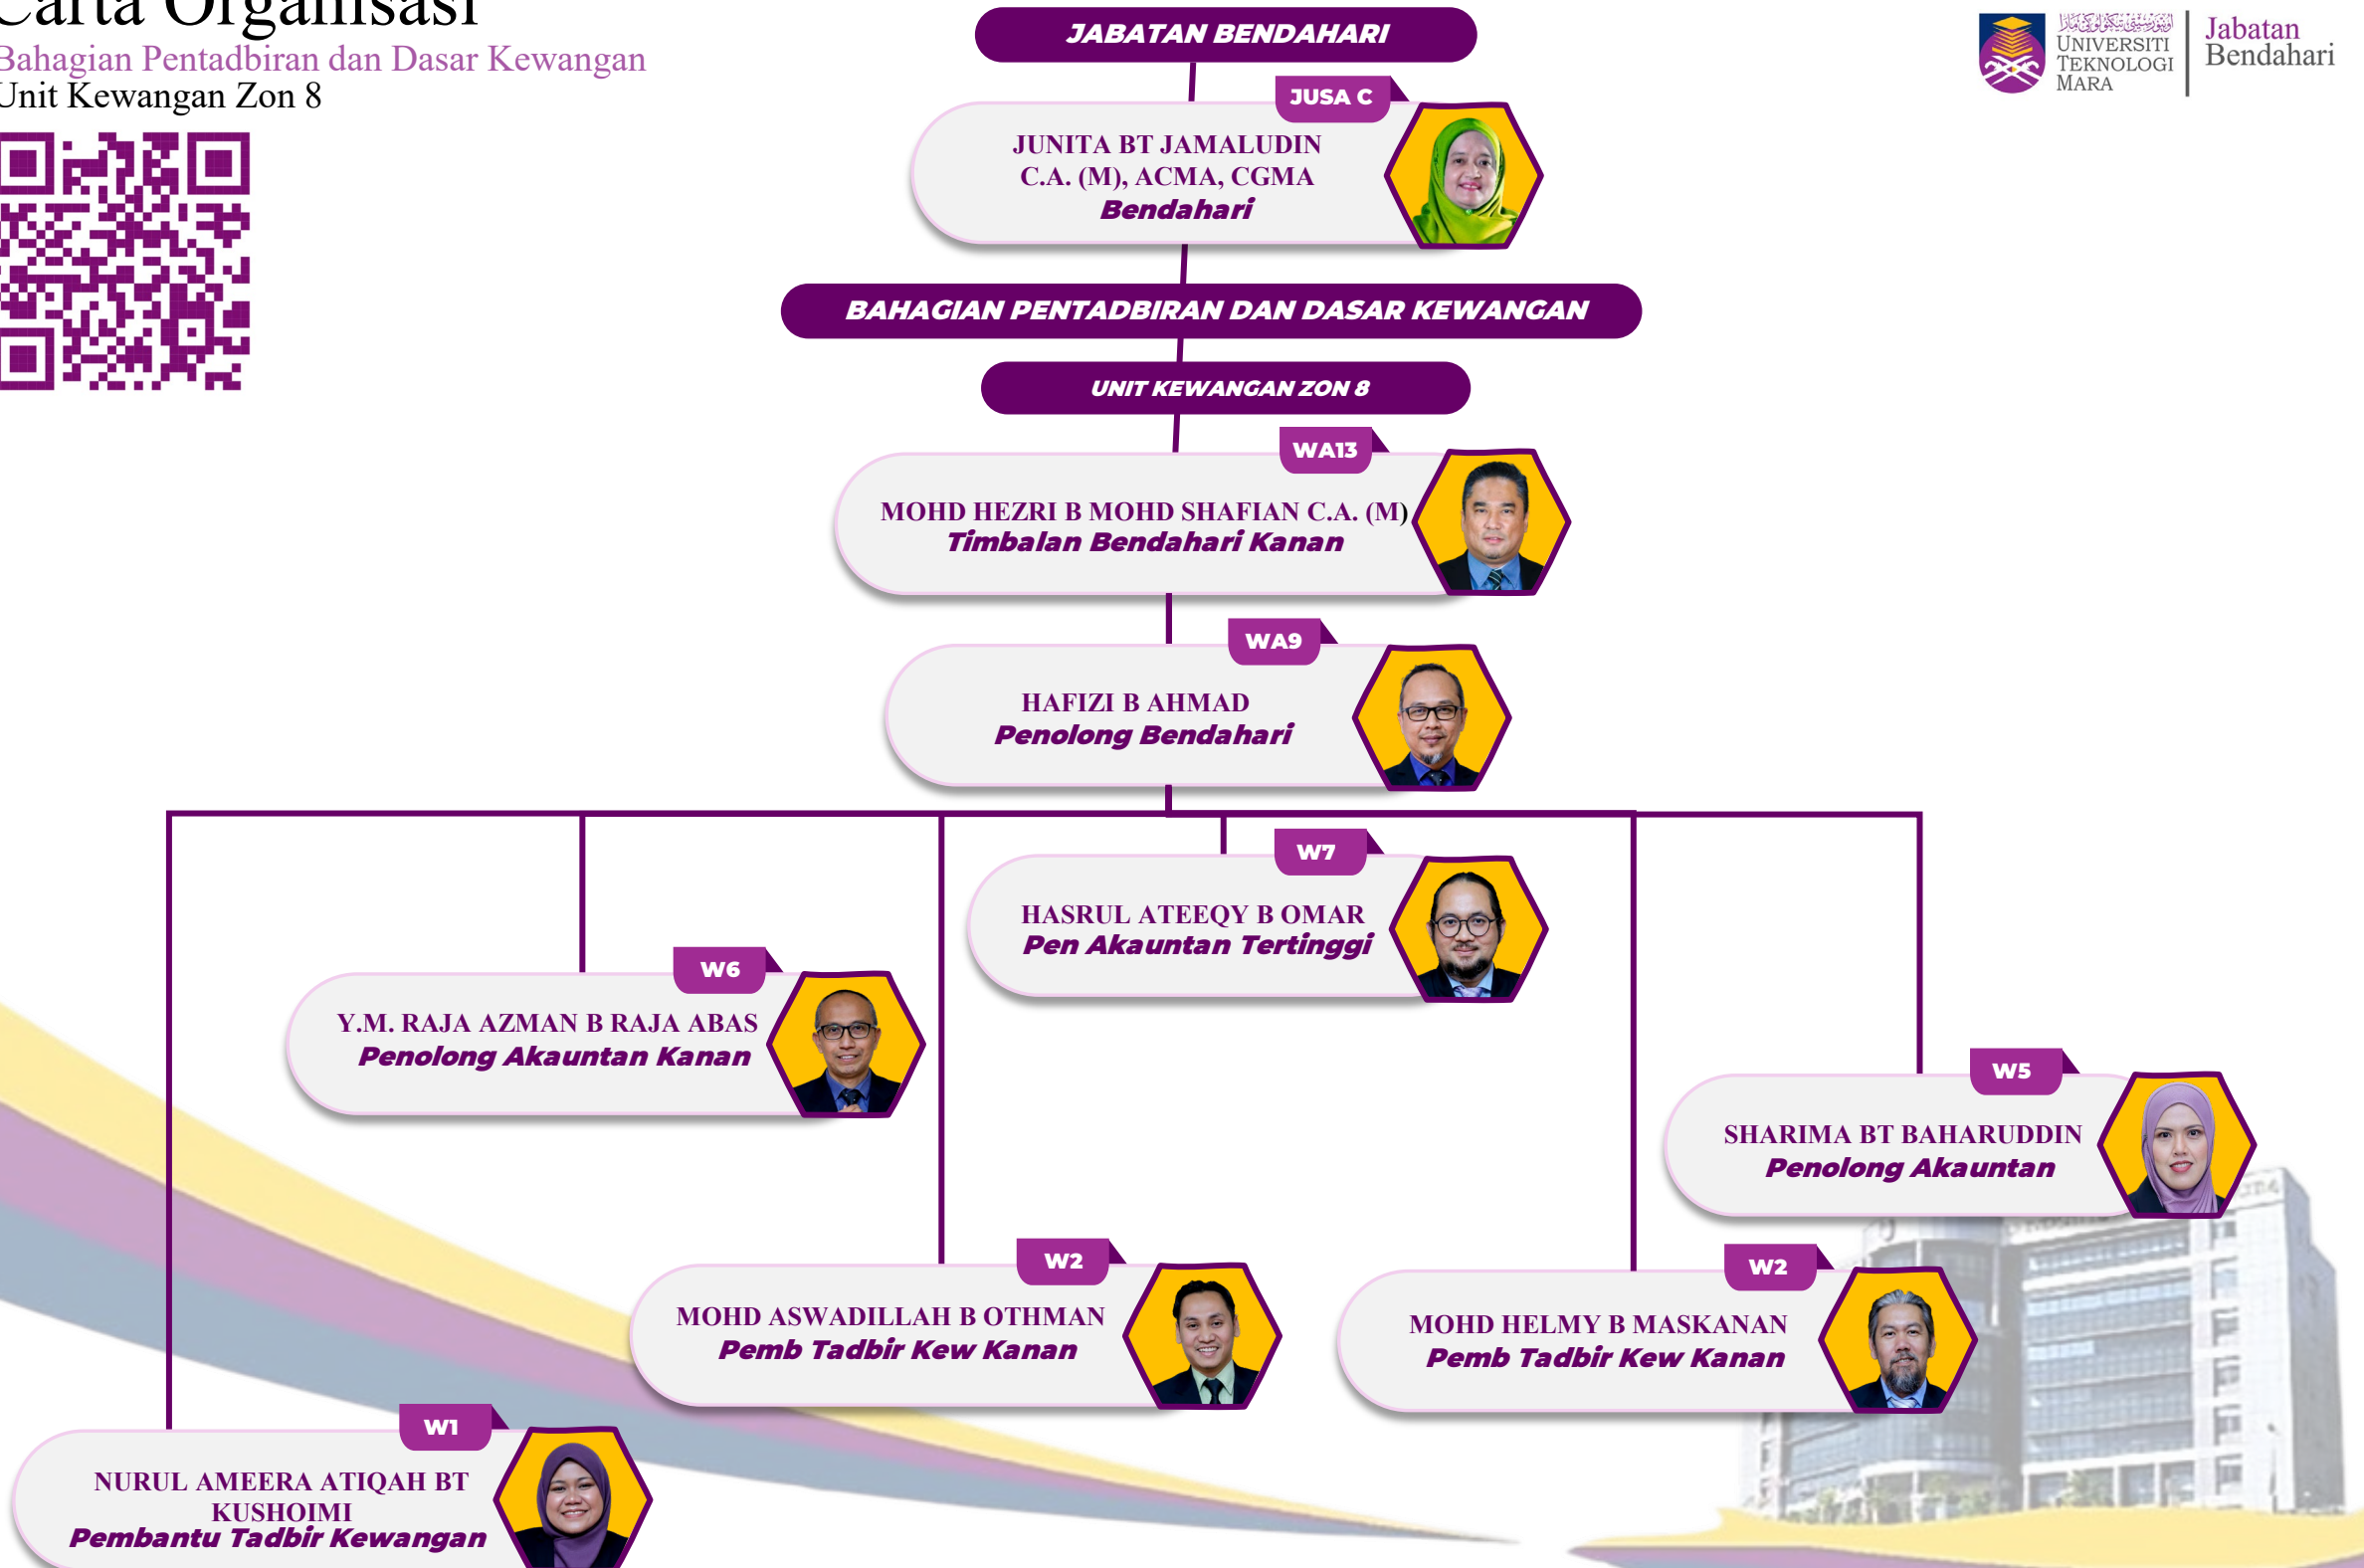 Carta Organisasi
Bahagian Pentadbiran dan Dasar Kewangan
Unit Kewangan Zon 8
UNIVERSITI
TEKNOLOGI
MARA
Jabatan
Bendahari
JABATAN BENDAHARI
JUSA C
JUNITA BT JAMALUDIN
C.A. (M), ACMA, CGMA
Bendahari
BAHAGIAN PENTADBIRAN DAN DASAR KEWANGAN
UNIT KEWANGAN ZON 8
WA13
MOHD HEZRI B MOHD SHAFIAN C.A. (M)
Timbalan Bendahari Kanan
WA9
HAFIZI B AHMAD
Penolong Bendahari
W7
HASRUL ATEEQY B OMAR
Pen Akauntan Tertinggi
W6
Y.M. RAJA AZMAN B RAJA ABAS
Penolong Akauntan Kanan
W5
SHARIMA BT BAHARUDDIN
Penolong Akauntan
W2
MOHD ASWADILLAH B OTHMAN
Pemb Tadbir Kew Kanan
W2
MOHD HELMY B MASKANAN
Pemb Tadbir Kew Kanan
W1
NURUL AMEERA ATIQAH BT
KUSHOIMI
Pembantu Tadbir Kewangan